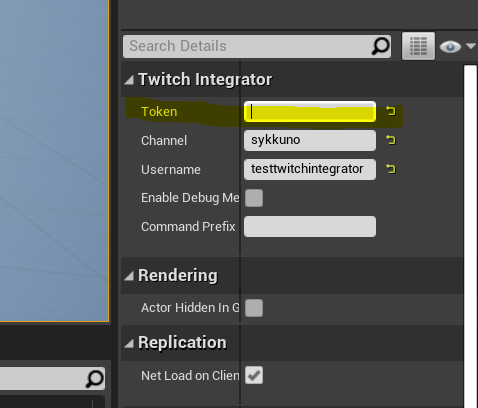 Search Details
Twitch Integrator
Token
Channel sykkuno
Username testtwitchintegrator
Enable Debug Me
Command Prefix
Rendering
Actor Hidden In G
Replication
Net Load on Clien